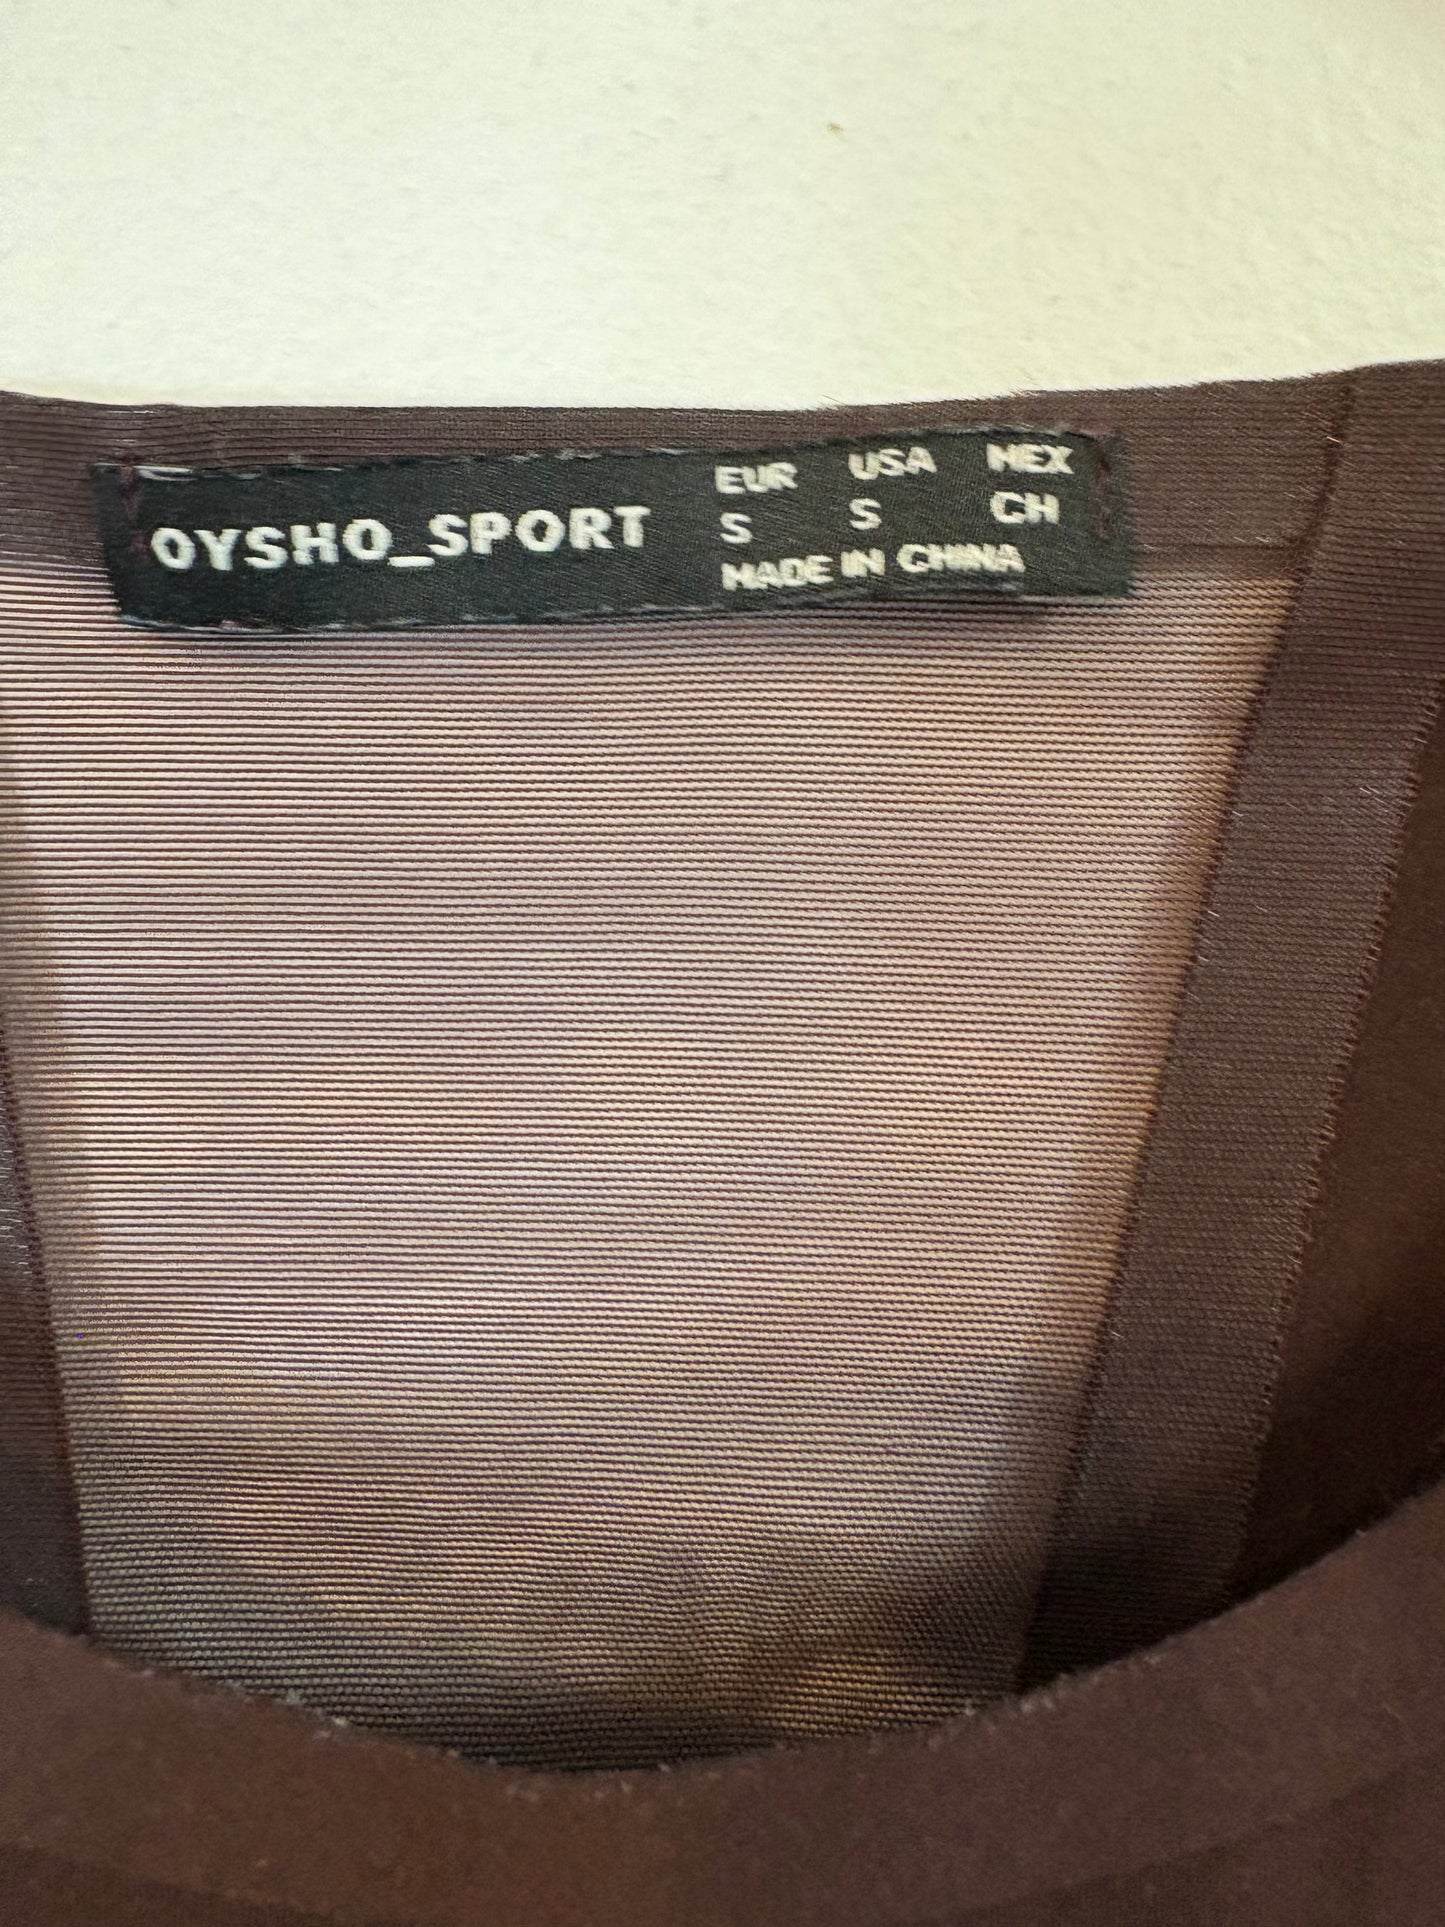 OYSHO_SPORT
EUR USA MEX
S S CH
MADE IN CHINA